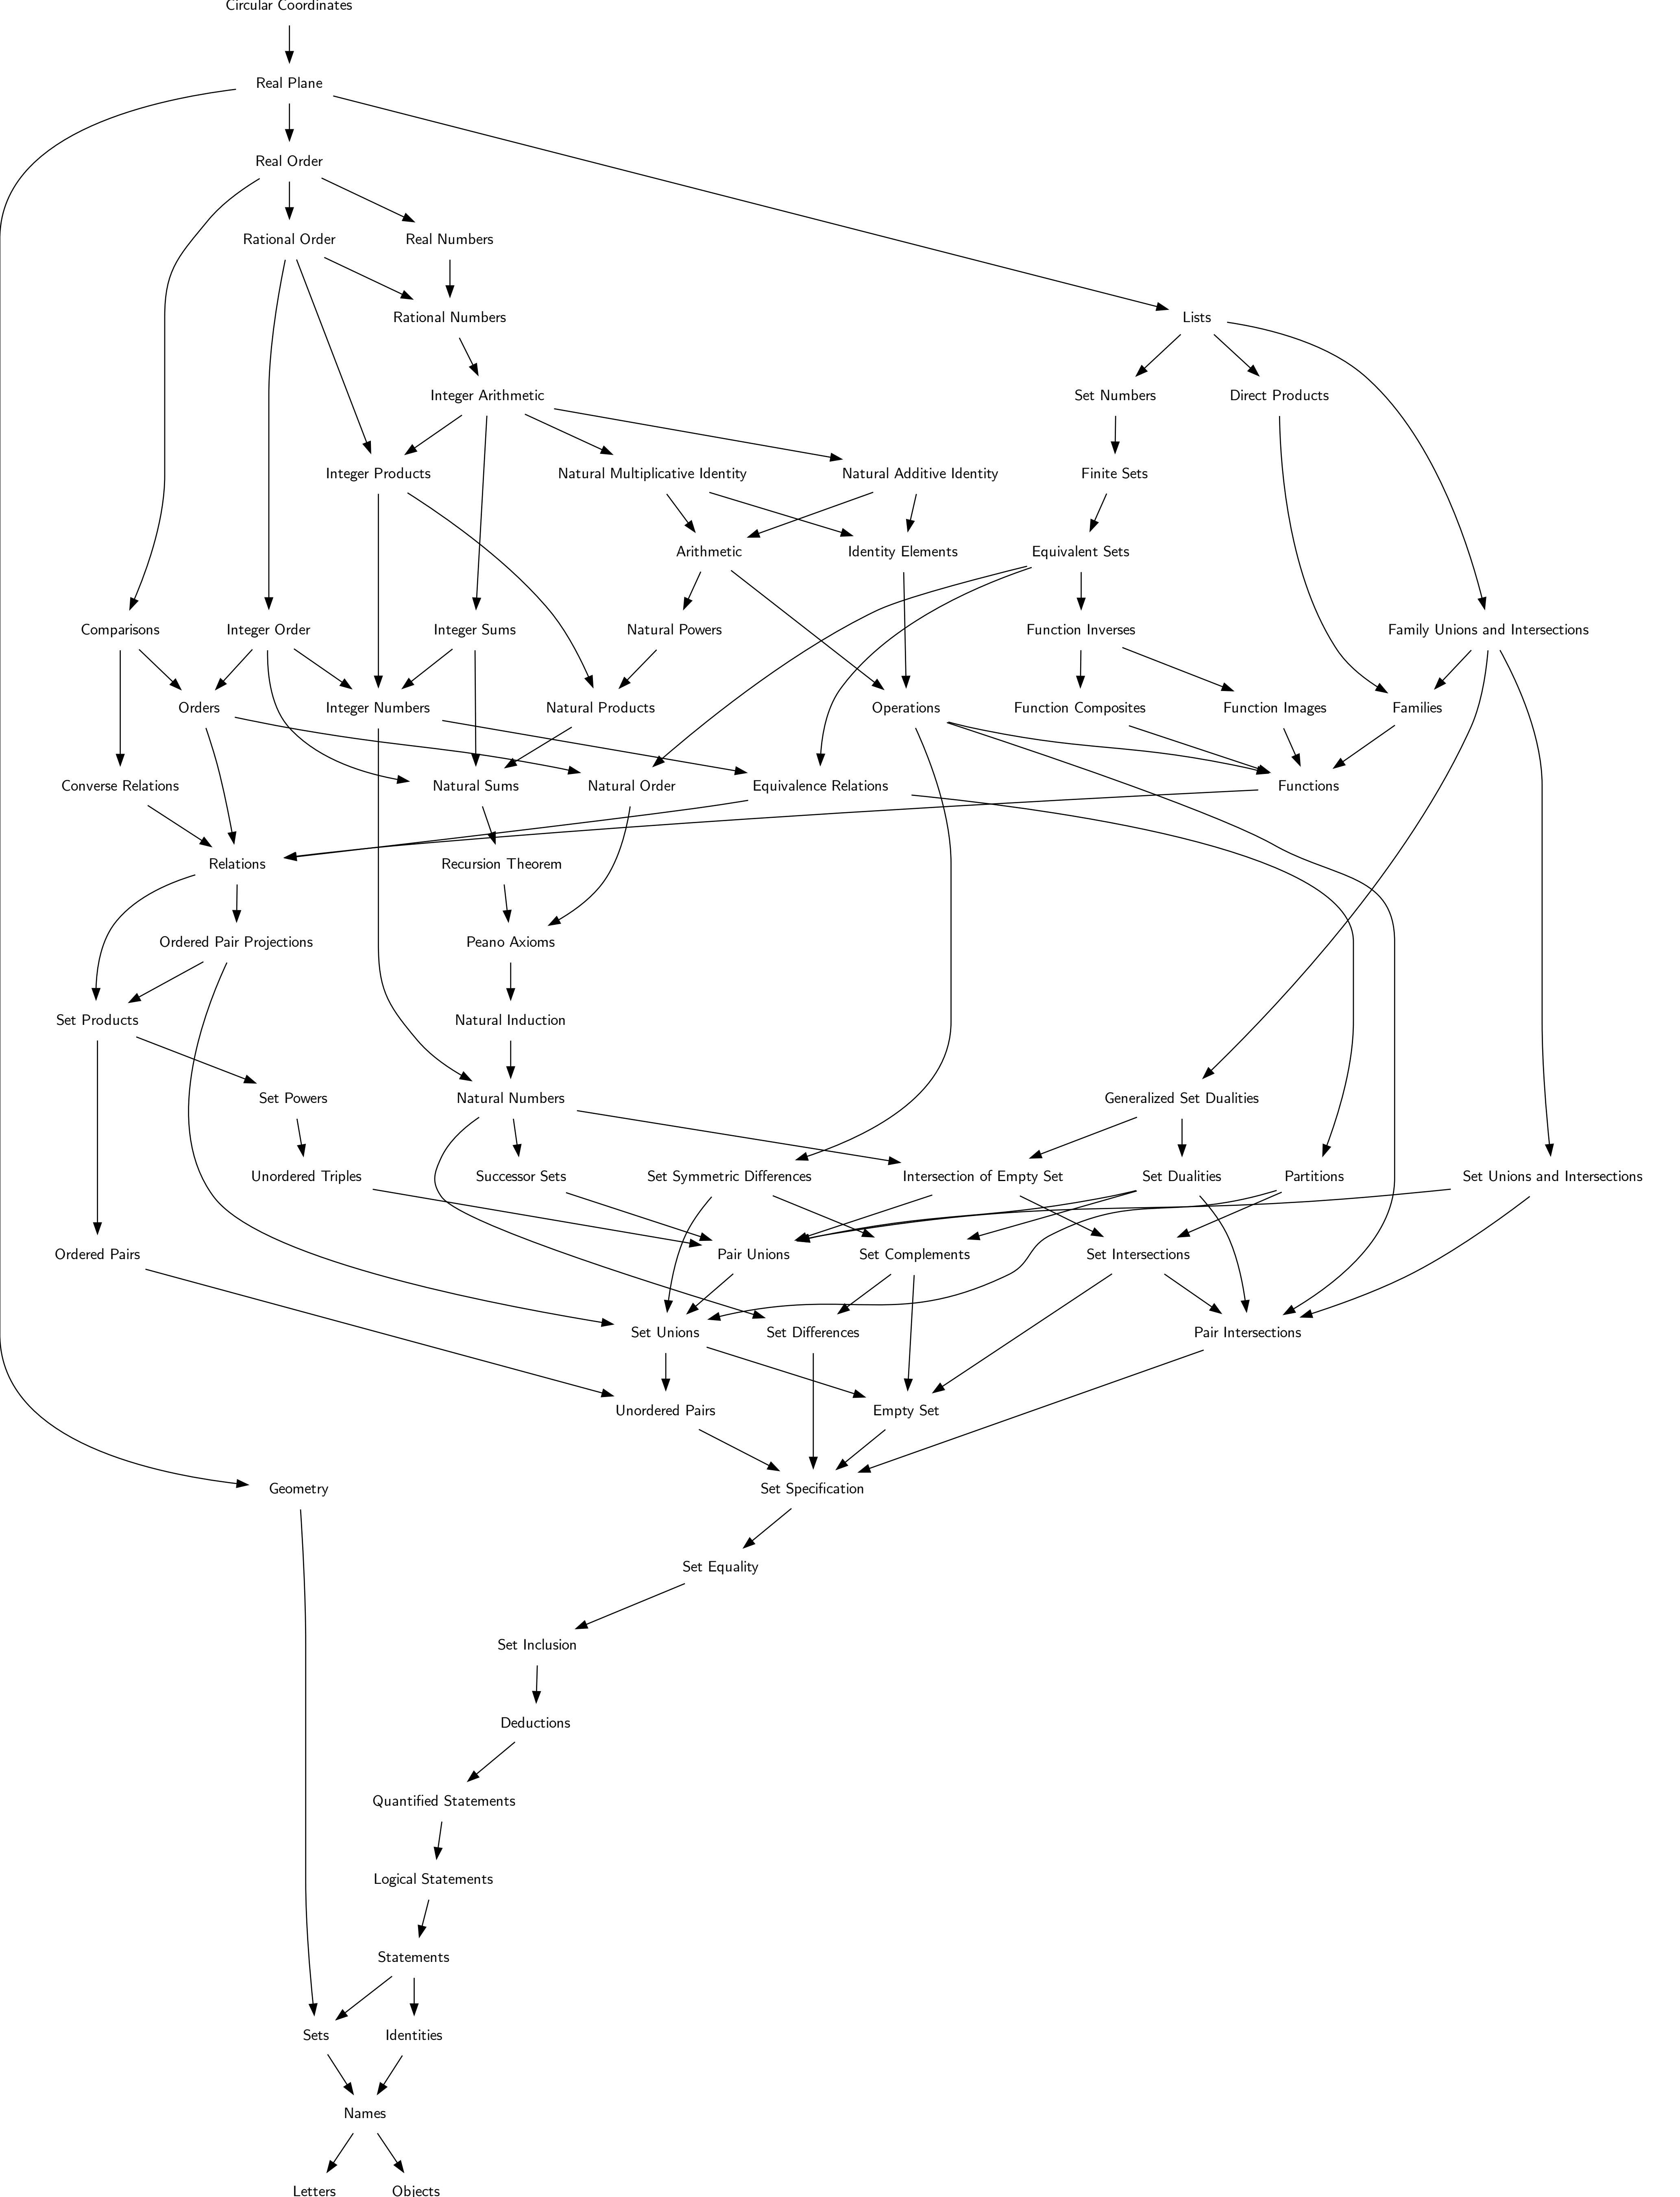 Circular Coordinates
Real Plane
Real Order
Rational Order
Real Numbers
Rational Numbers
Lists
Integer Arithmetic
Set Numbers
Direct Products
Integer Products
Natural Multiplicative Identity
Natural Additive Identity
Finite Sets
Arithmetic
Identity Elements
Equivalent Sets
Comparisons
Integer Order
Integer Sums
Natural Powers
Function Inverses
Family Unions and Intersections
Orders
Integer Numbers
Natural Products
Operations
Function Composites
Function Images
Families
Converse Relations
Natural Sums
Natural Order
Equivalence Relations
Functions
Relations
Recursion Theorem
Ordered Pair Projections
Peano Axioms
Set Products
Natural Induction
Set Powers
Natural Numbers
Generalized Set Dualities
Unordered Triples
Successor Sets
Set Symmetric Differences
Intersection of Empty Set
Set Dualities
Partitions
Set Unions and Intersections
Ordered Pairs
Pair Unions
Set Complements
Set Intersections
Set Unions
Set Differences
Pair Intersections
Unordered Pairs
Empty Set
Geometry
Set Specification
Set Equality
Set Inclusion
Deductions
Quantified Statements
Logical Statements
Statements
Sets
Identities
Names
Letters
Objects